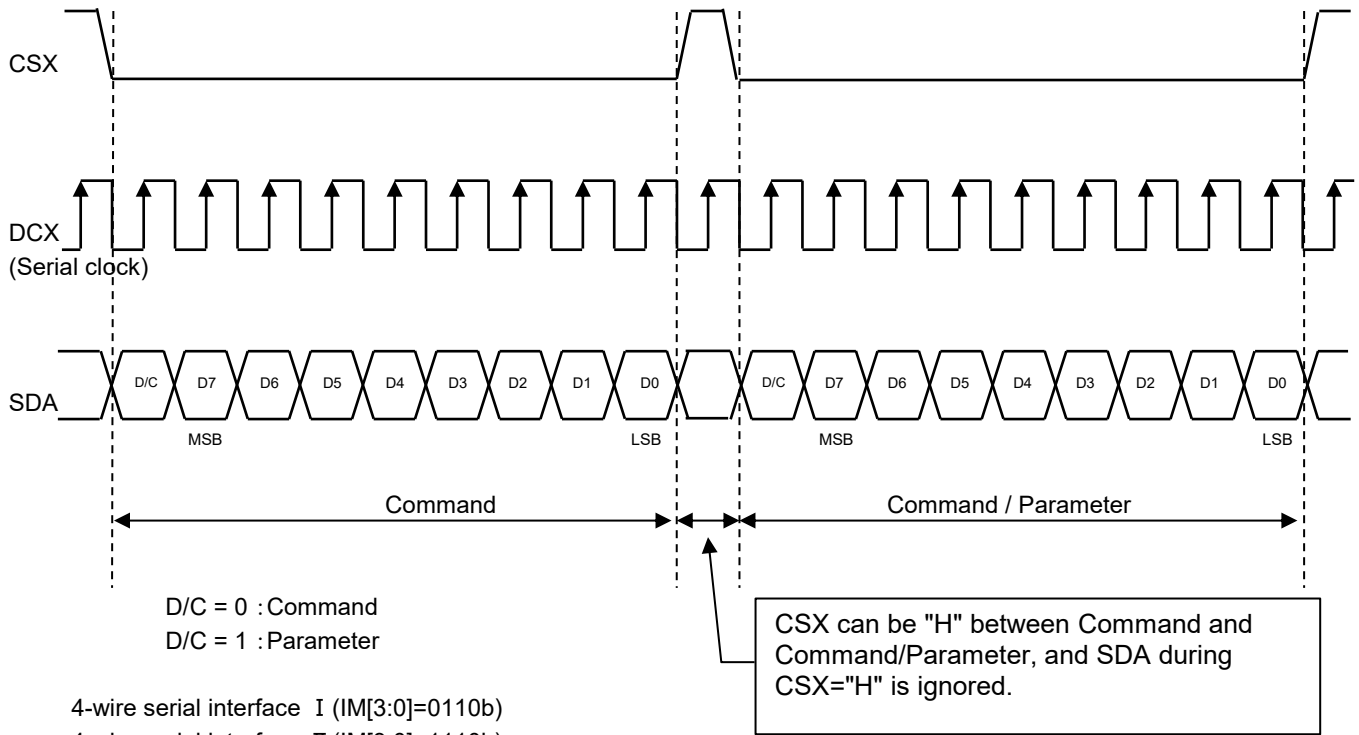 CSX
DCX
(Serial clock)
SDA
D/C D7 D6 D5 D4 D3 D2 D1 D0 D/C D7 D6 D5 D4 D3 D2 D1 D0
MSB LSB MSB LSB
Command Command / Parameter
D/C = 0 : Command
D/C = 1 : Parameter
CSX can be "H" between Command and
Command/Parameter, and SDA during
CSX="H" is ignored.
4-wire serial interface Ⅰ (IM[3:0]=0110b)